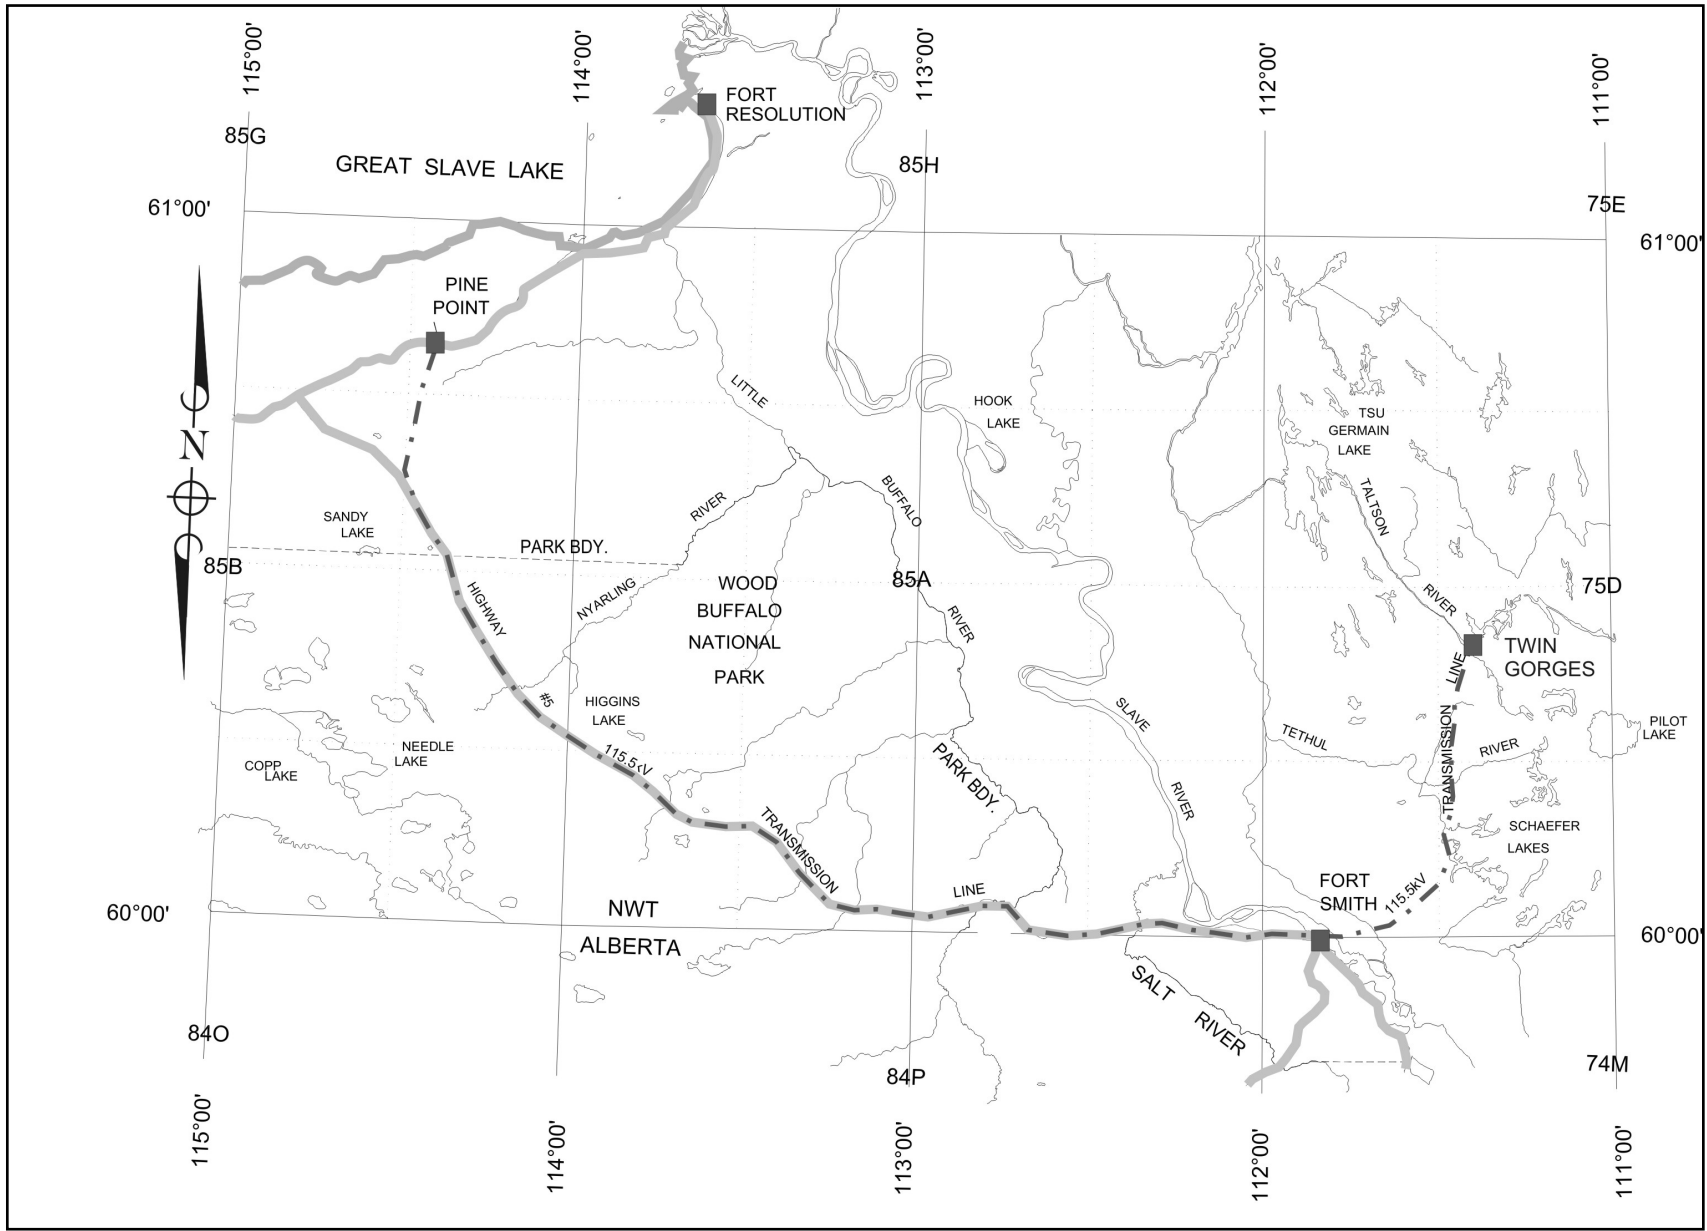 115°00'
114°00'
113°00'
112°00'
111°00'
FORT
RESOLUTION
85G
GREAT SLAVE LAKE
85H
75E
61°00'
61°00'
PINE
POINT
N
LITTLE
HOOK
LAKE
TSU
GERMAIN
LAKE
RIVER
BUFFALO
TALTSON
SANDY
LAKE
PARK BDY.
85B
HIGHWAY
NYARLING
WOOD
BUFFALO
NATIONAL
PARK
85A
RIVER
RIVER
75D
TWIN
GORGES
LINE
#5
HIGGINS
LAKE
SLAVE
TETHUL
TRANSMISSION
RIVER
PILOT
LAKE
COPP
LAKE
NEEDLE
LAKE
115.5kV
PARK BDY.
RIVER
TRANSMISSION
SCHAEFER
LAKES
LINE
FORT
SMITH
115.5kV
60°00'
NWT
ALBERTA
60°00'
SALT
RIVER
84O
84P
74M
115°00'
114°00'
113°00'
112°00'
111°00'